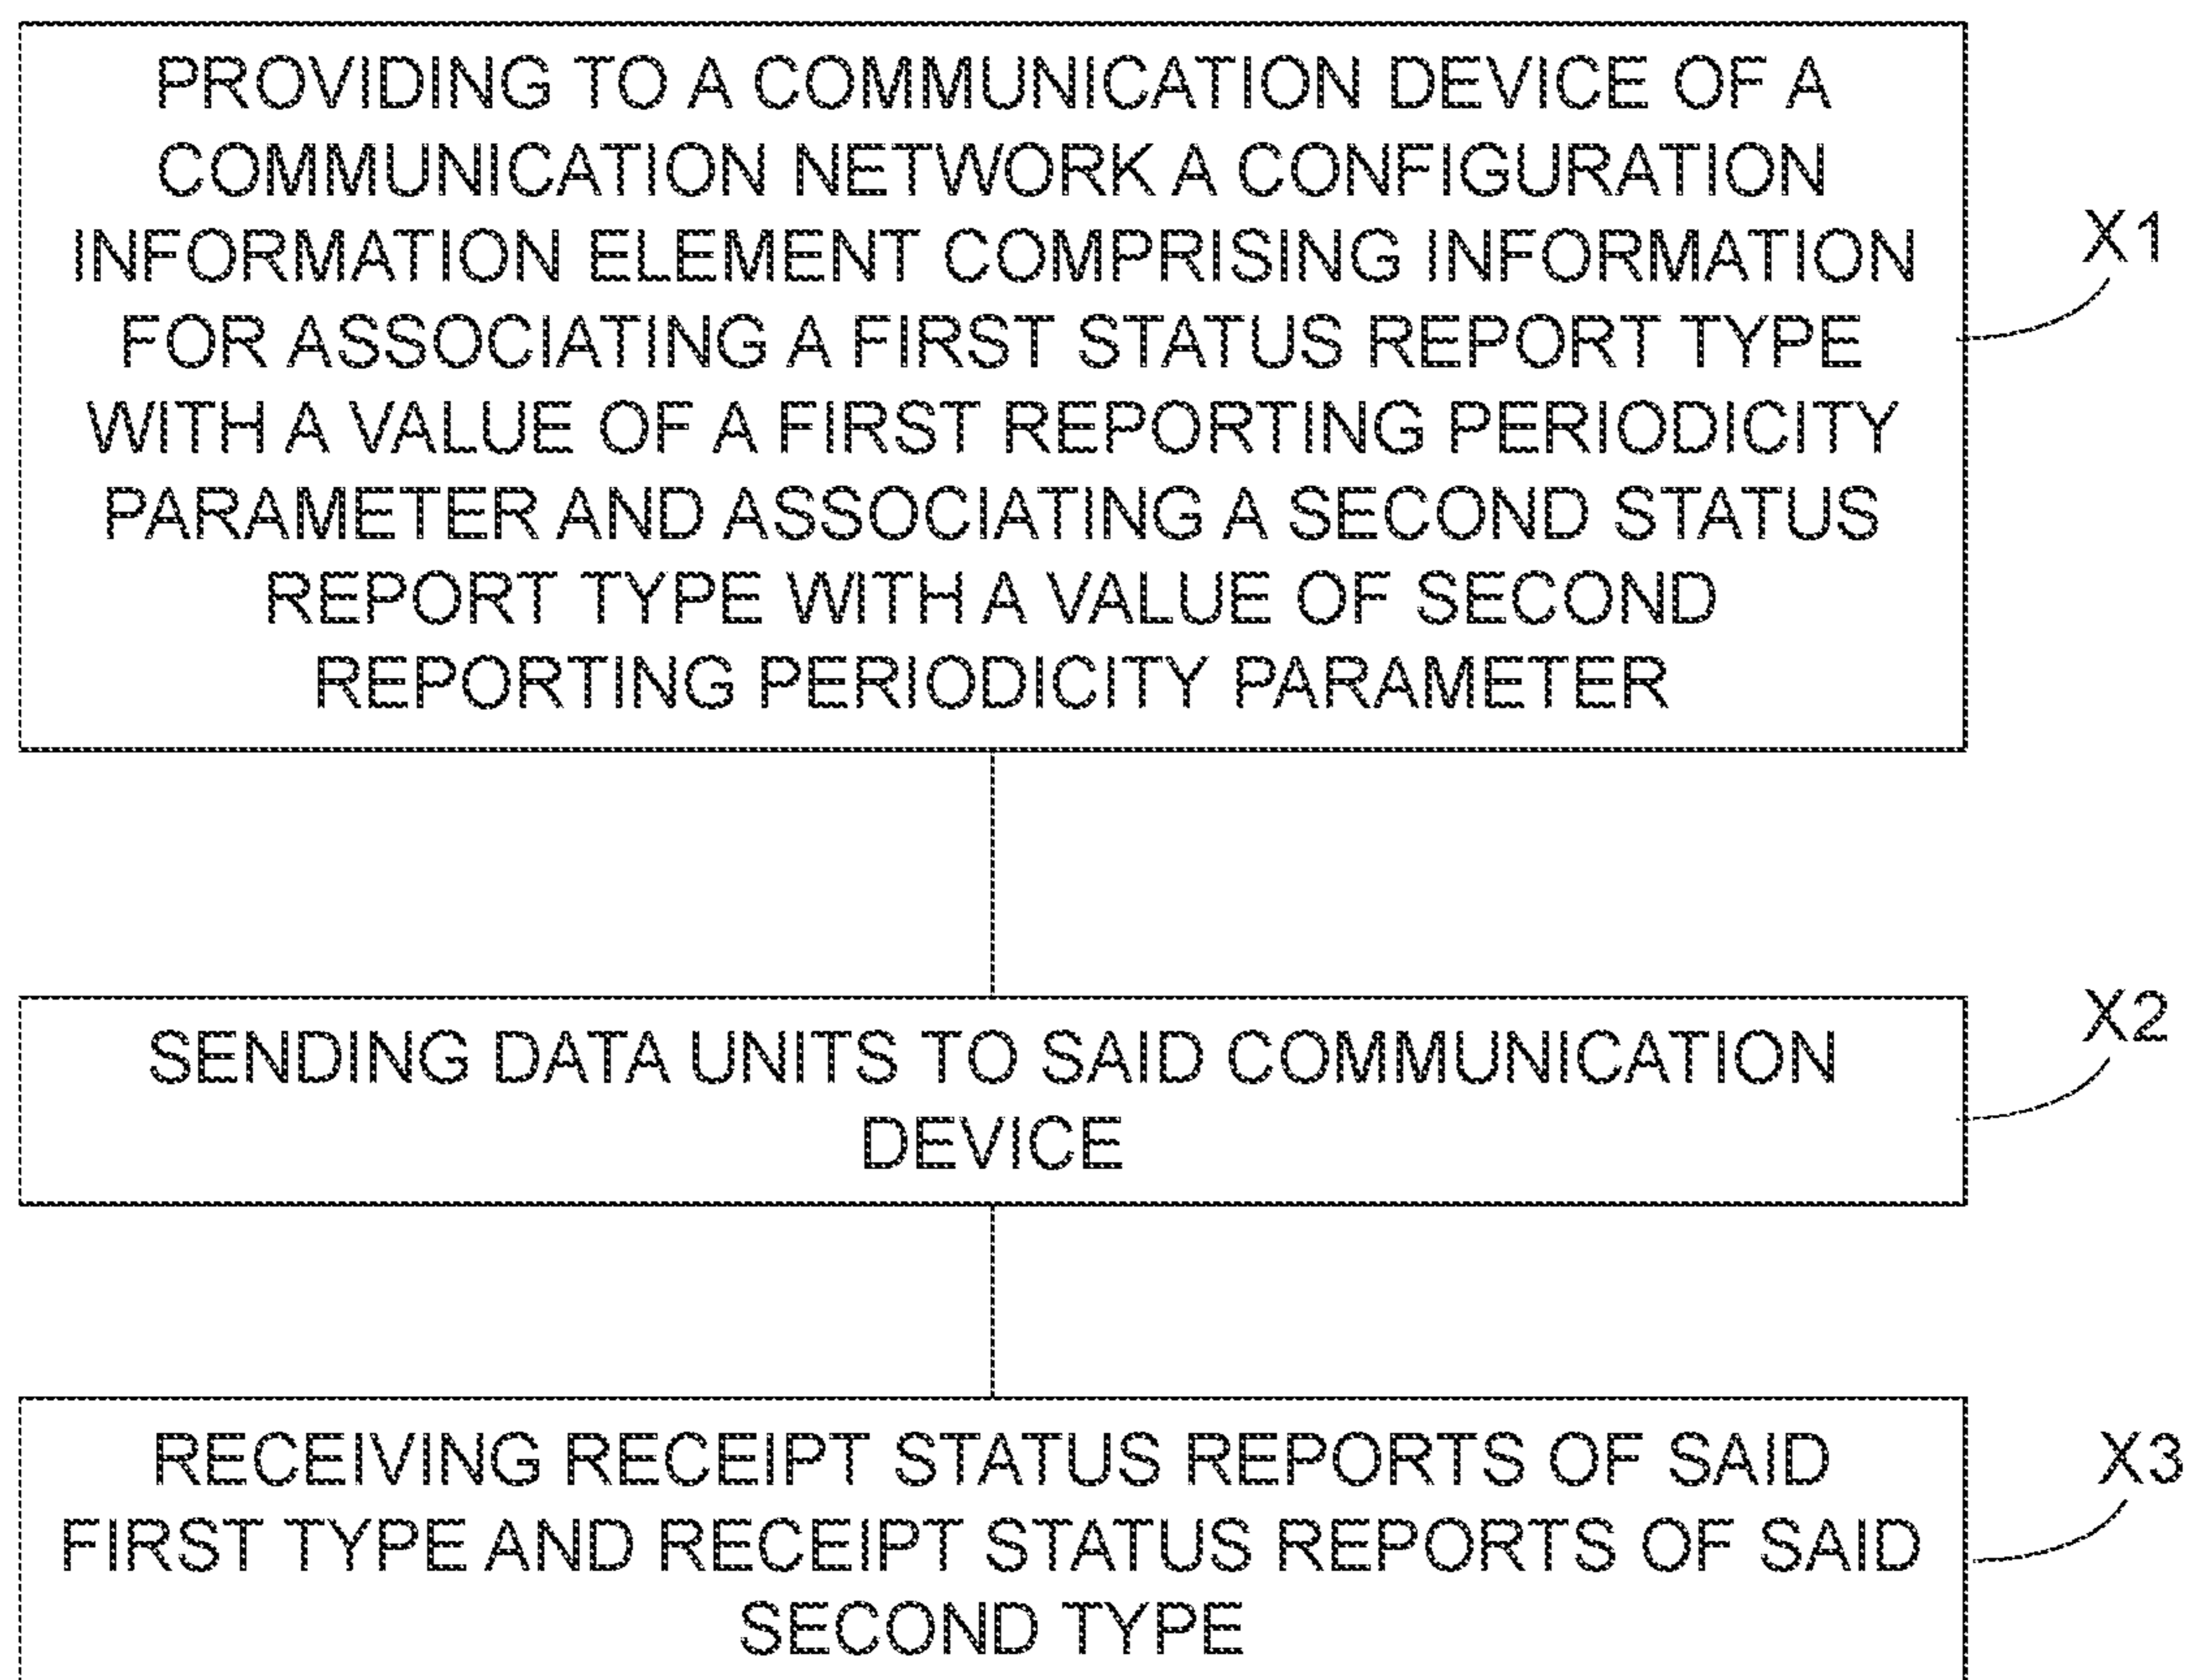 PROVIDING TO A COMMUNICATION DEVICE OF A
COMMUNICATION NETWORK A CONFIGURATION
INFORMATION ELEMENT COMPRISING INFORMATION
FOR ASSOCIATING A FIRST STATUS REPORT TYPE
WITH A VALUE OF A FIRST REPORTING PERIODICITY
PARAMETER AND ASSOCIATING A SECOND STATUS
REPORT TYPE WITH A VALUE OF SECOND
REPORTING PERIODICITY PARAMETER
X1
SENDING DATA UNITS TO SAID COMMUNICATION
DEVICE
X2
RECEIVING RECEIPT STATUS REPORTS OF SAID
FIRST TYPE AND RECEIPT STATUS REPORTS OF SAID
SECOND TYPE
X3